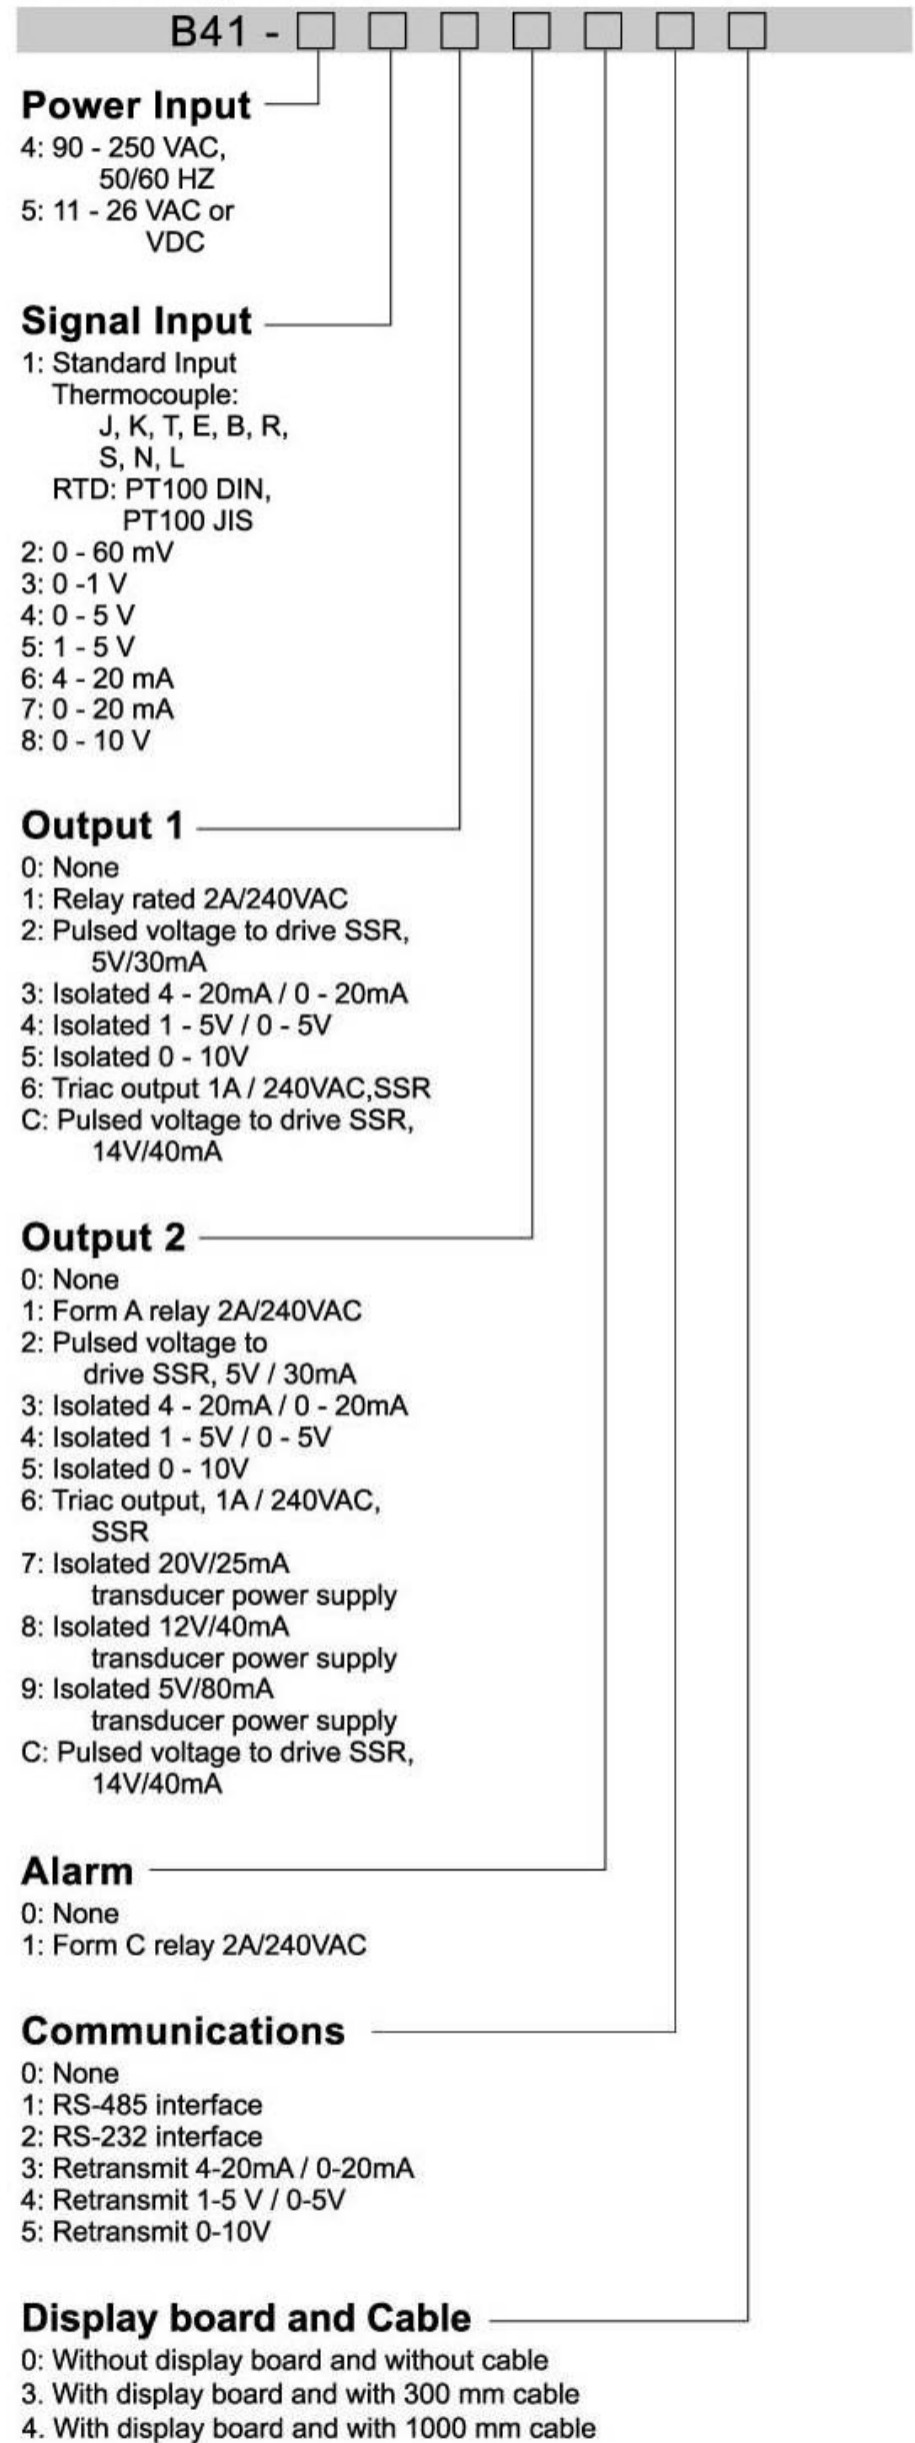 B41 -
Power Input
4: 90 - 250 VAC,
50/60 HZ
5: 11 - 26 VAC or
VDC
Signal Input
1: Standard Input
Thermocouple:
J, K, T, E, B, R,
S, N, L
RTD: PT100 DIN,
PT100 JIS
2: 0 - 60 mV
3: 0 -1 V
4: 0 - 5 V
5: 1 - 5 V
6: 4 - 20 mA
7: 0 - 20 mA
8: 0 - 10 V
Output 1
0: None
1: Relay rated 2A/240VAC
2: Pulsed voltage to drive SSR,
5V/30mA
3: Isolated 4 - 20mA / 0 - 20mA
4: Isolated 1 - 5V / 0 - 5V
5: Isolated 0 - 10V
6: Triac output 1A / 240VAC,SSR
C: Pulsed voltage to drive SSR,
14V/40mA
Output 2
0: None
1: Form A relay 2A/240VAC
2: Pulsed voltage to
drive SSR, 5V / 30mA
3: Isolated 4 - 20mA / 0 - 20mA
4: Isolated 1 - 5V / 0 - 5V
5: Isolated 0 - 10V
6: Triac output, 1A / 240VAC,
SSR
7: Isolated 20V/25mA
transducer power supply
8: Isolated 12V/40mA
transducer power supply
9: Isolated 5V/80mA
transducer power supply
C: Pulsed voltage to drive SSR,
14V/40mA
Alarm
0: None
1: Form C relay 2A/240VAC
Communications
0: None
1: RS-485 interface
2: RS-232 interface
3: Retransmit 4-20mA / 0-20mA
4: Retransmit 1-5 V / 0-5V
5: Retransmit 0-10V
Display board and Cable
0: Without display board and without cable
3. With display board and with 300 mm cable
4. With display board and with 1000 mm cable